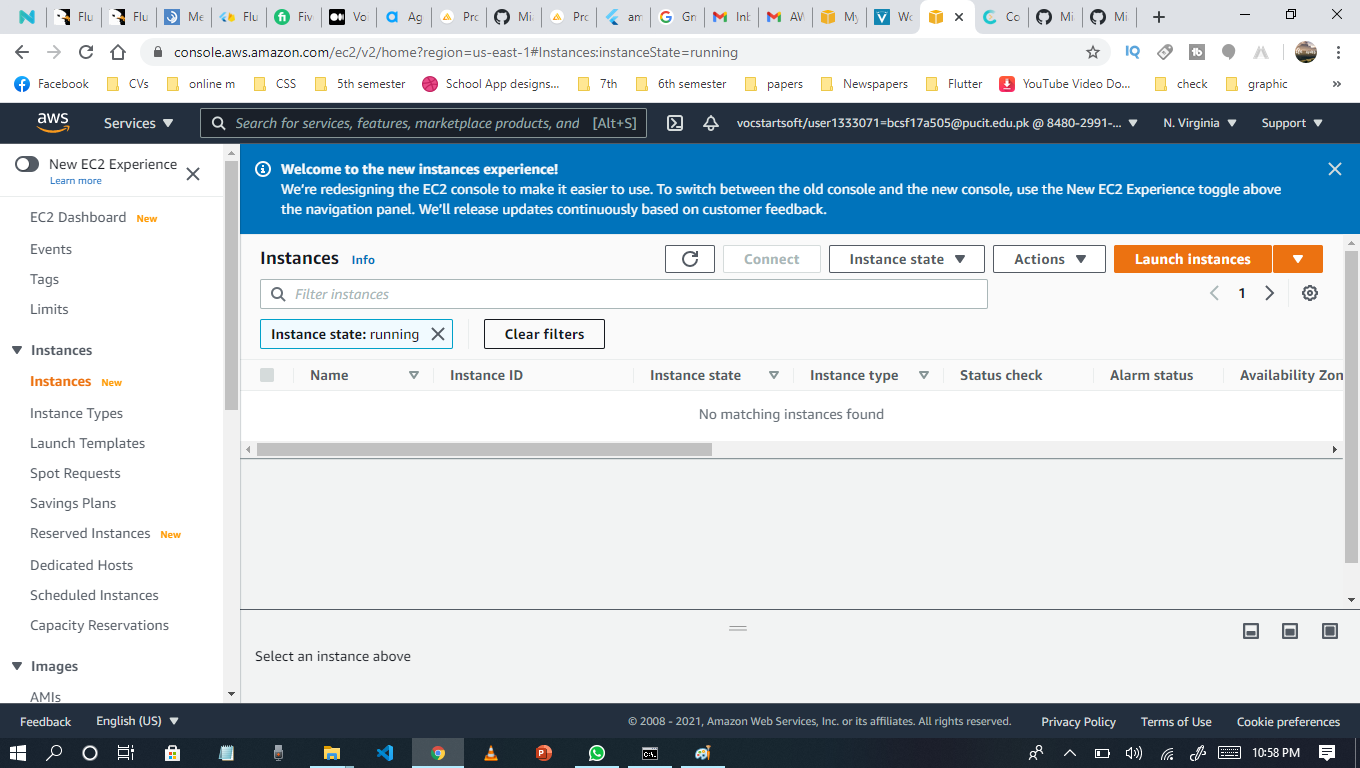 Flu
Flu
Me
Flu
Five
Vo
Ag
Pro
Mi
Pro
am
Gn
Inb
AW
My
Wo
Co
Mi
Mi
console.aws.amazon.com/ec2/v2/home?region=us-east-1#Instances:instanceState=running
Facebook
CVs
online m
CSS
5th semester
School App designs...
7th
6th semester
papers
Newspapers
Flutter
YouTube Video Do...
check
graphic
aws
Services
Search for services, features, marketplace products, and
[Alt+S]
vocstartsoft/user1333071=bcsf17a505@pucit.edu.pk @ 8480-2991-...
N. Virginia
Support
New EC2 Experience
Learn more
EC2 Dashboard New
Events
Tags
Limits
Instances
Instances New
Instance Types
Launch Templates
Spot Requests
Savings Plans
Reserved Instances New
Dedicated Hosts
Scheduled Instances
Capacity Reservations
Images
AMIs
Welcome to the new instances experience!
We're redesigning the EC2 console to make it easier to use. To switch between the old console and the new console, use the New EC2 Experience toggle above
the navigation panel. We'll release updates continuously based on customer feedback.
Instances Info
Connect
Instance state
Actions
Launch instances
Filter instances
1
Instance state: running
Clear filters
Name
Instance ID
Instance state
Instance type
Status check
Alarm status
Availability Zon
No matching instances found
Select an instance above
Feedback
English (US)
© 2008 - 2021, Amazon Web Services, Inc. or its affiliates. All rights reserved.
Privacy Policy
Terms of Use
Cookie preferences
10:58 PM